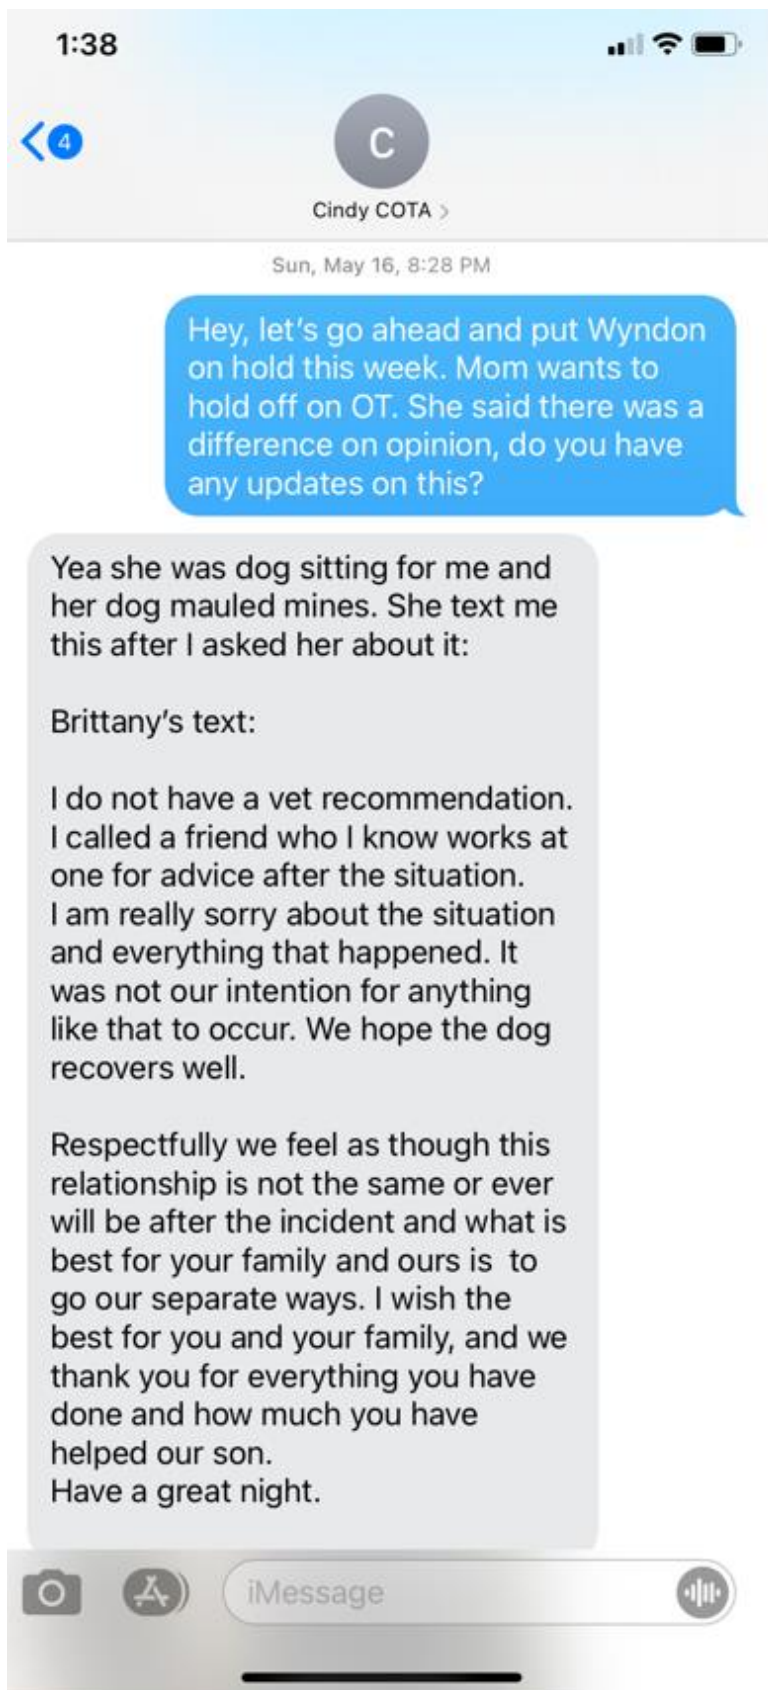 1:38
4
C
Cindy COTA >
Sun, May 16, 8:28 PM
Hey, let's go ahead and put Wyndon
on hold this week. Mom wants to
hold off on OT. She said there was a
difference on opinion, do you have
any updates on this?
Yea she was dog sitting for me and
her dog mauled mines. She text me
this after I asked her about it:
Brittany's text:
I do not have a vet recommendation.
I called a friend who I know works at
one for advice after the situation.
I am really sorry about the situation
and everything that happened. It
was not our intention for anything
like that to occur. We hope the dog
recovers well.
Respectfully we feel as though this
relationship is not the same or ever
will be after the incident and what is
best for your family and ours is  to
go our separate ways. I wish the
best for you and your family, and we
thank you for everything you have
done and how much you have
helped our son.
Have a great night.
iMessage